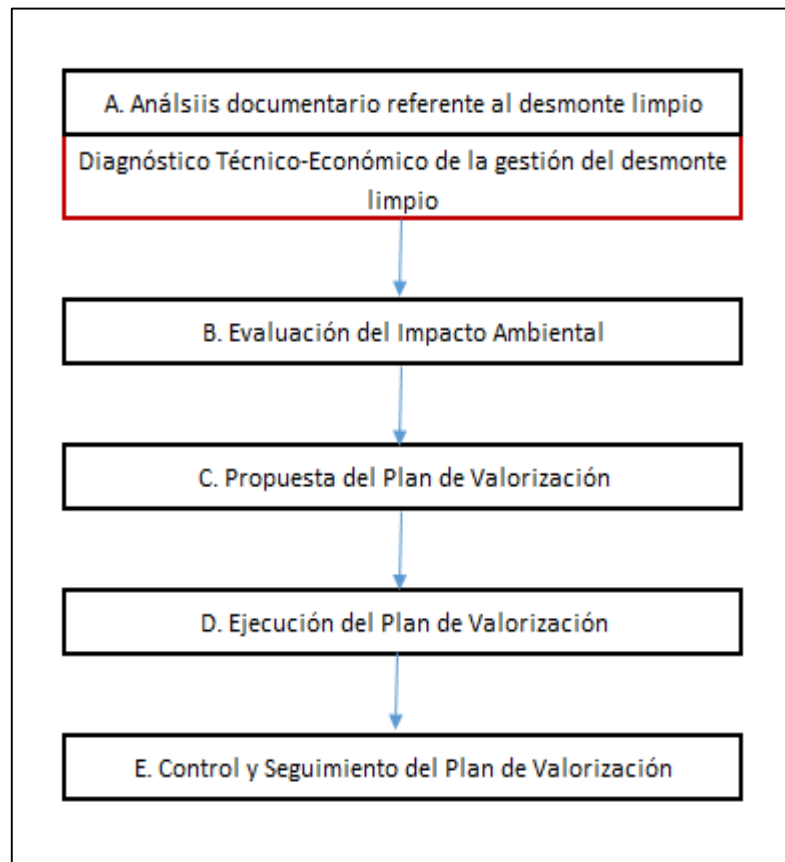 A. Análsiis documentario referente al desmonte limpio
Diagnóstico Técnico-Económico de la gestión del desmonte
limpio
B. Evaluación del Impacto Ambiental
C. Propuesta del Plan de Valorización
D. Ejecución del Plan de Valorización
E. Control y Seguimiento del Plan de Valorización